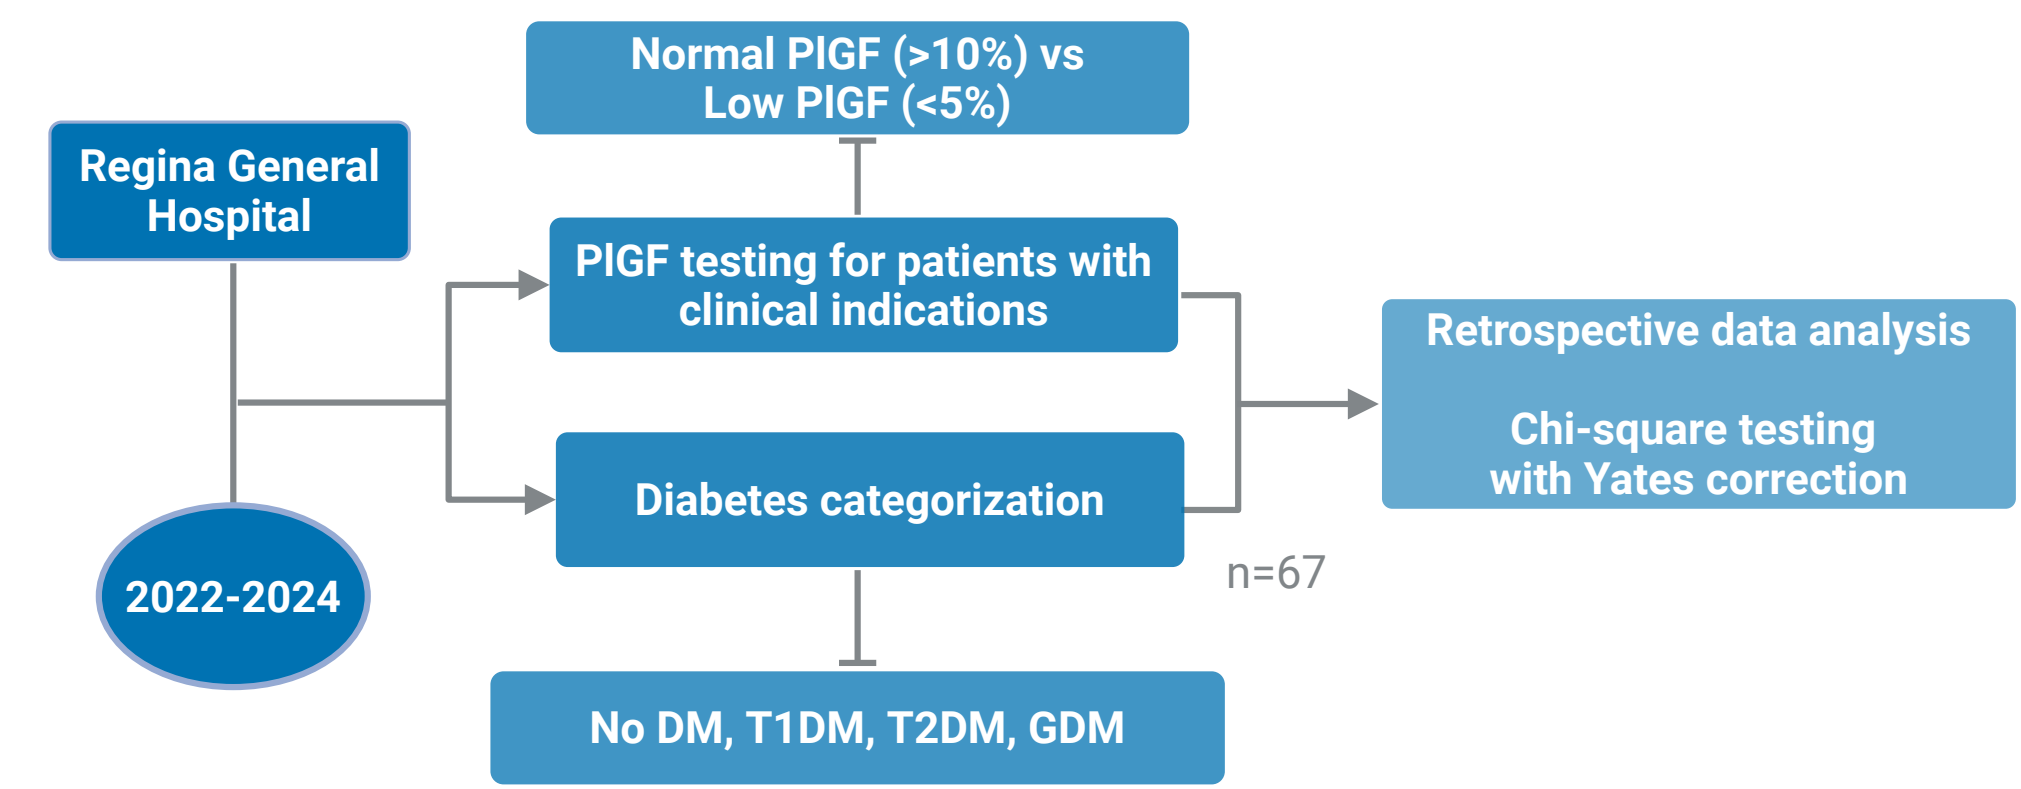 Normal PlGF (>10%) vs
Low PlGF (<5%)
Regina General
Hospital
PlGF testing for patients with
clinical indications
Retrospective data analysis
Chi-square testing
with Yates correction
Diabetes categorization
n=67
2022-2024
No DM, T1DM, T2DM, GDM